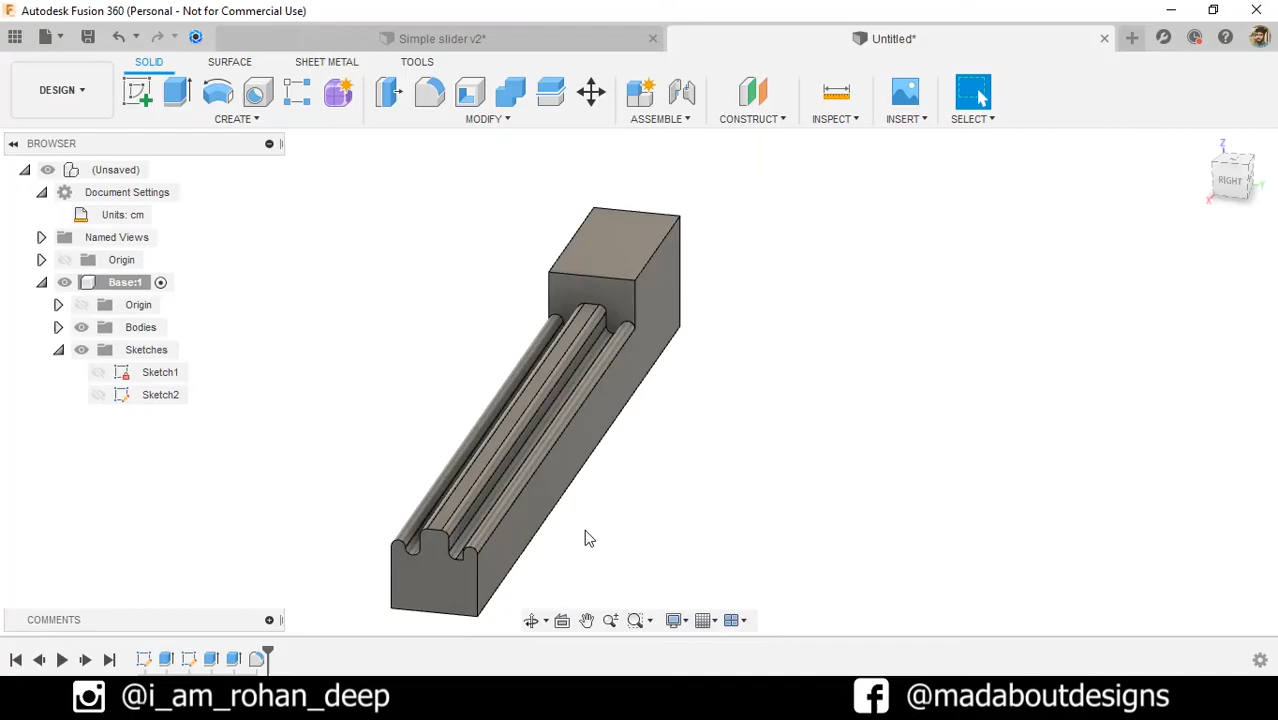 Autodesk Fusion 360 (Personal - Not for Commercial Use)
Simple slider v2*
Untitled*
DESIGN
SOLID
SURFACE
SHEET METAL
TOOLS
CREATE
MODIFY
ASSEMBLE
CONSTRUCT
INSPECT
INSERT
SELECT
BROWSER
(Unsaved)
Document Settings
Units: cm
Named Views
Origin
Base:1
Origin
Bodies
Sketches
Sketch1
Sketch2
Z
RIGHT
X
Y
COMMENTS
@i_am_rohan_deep
@madaboutdesigns